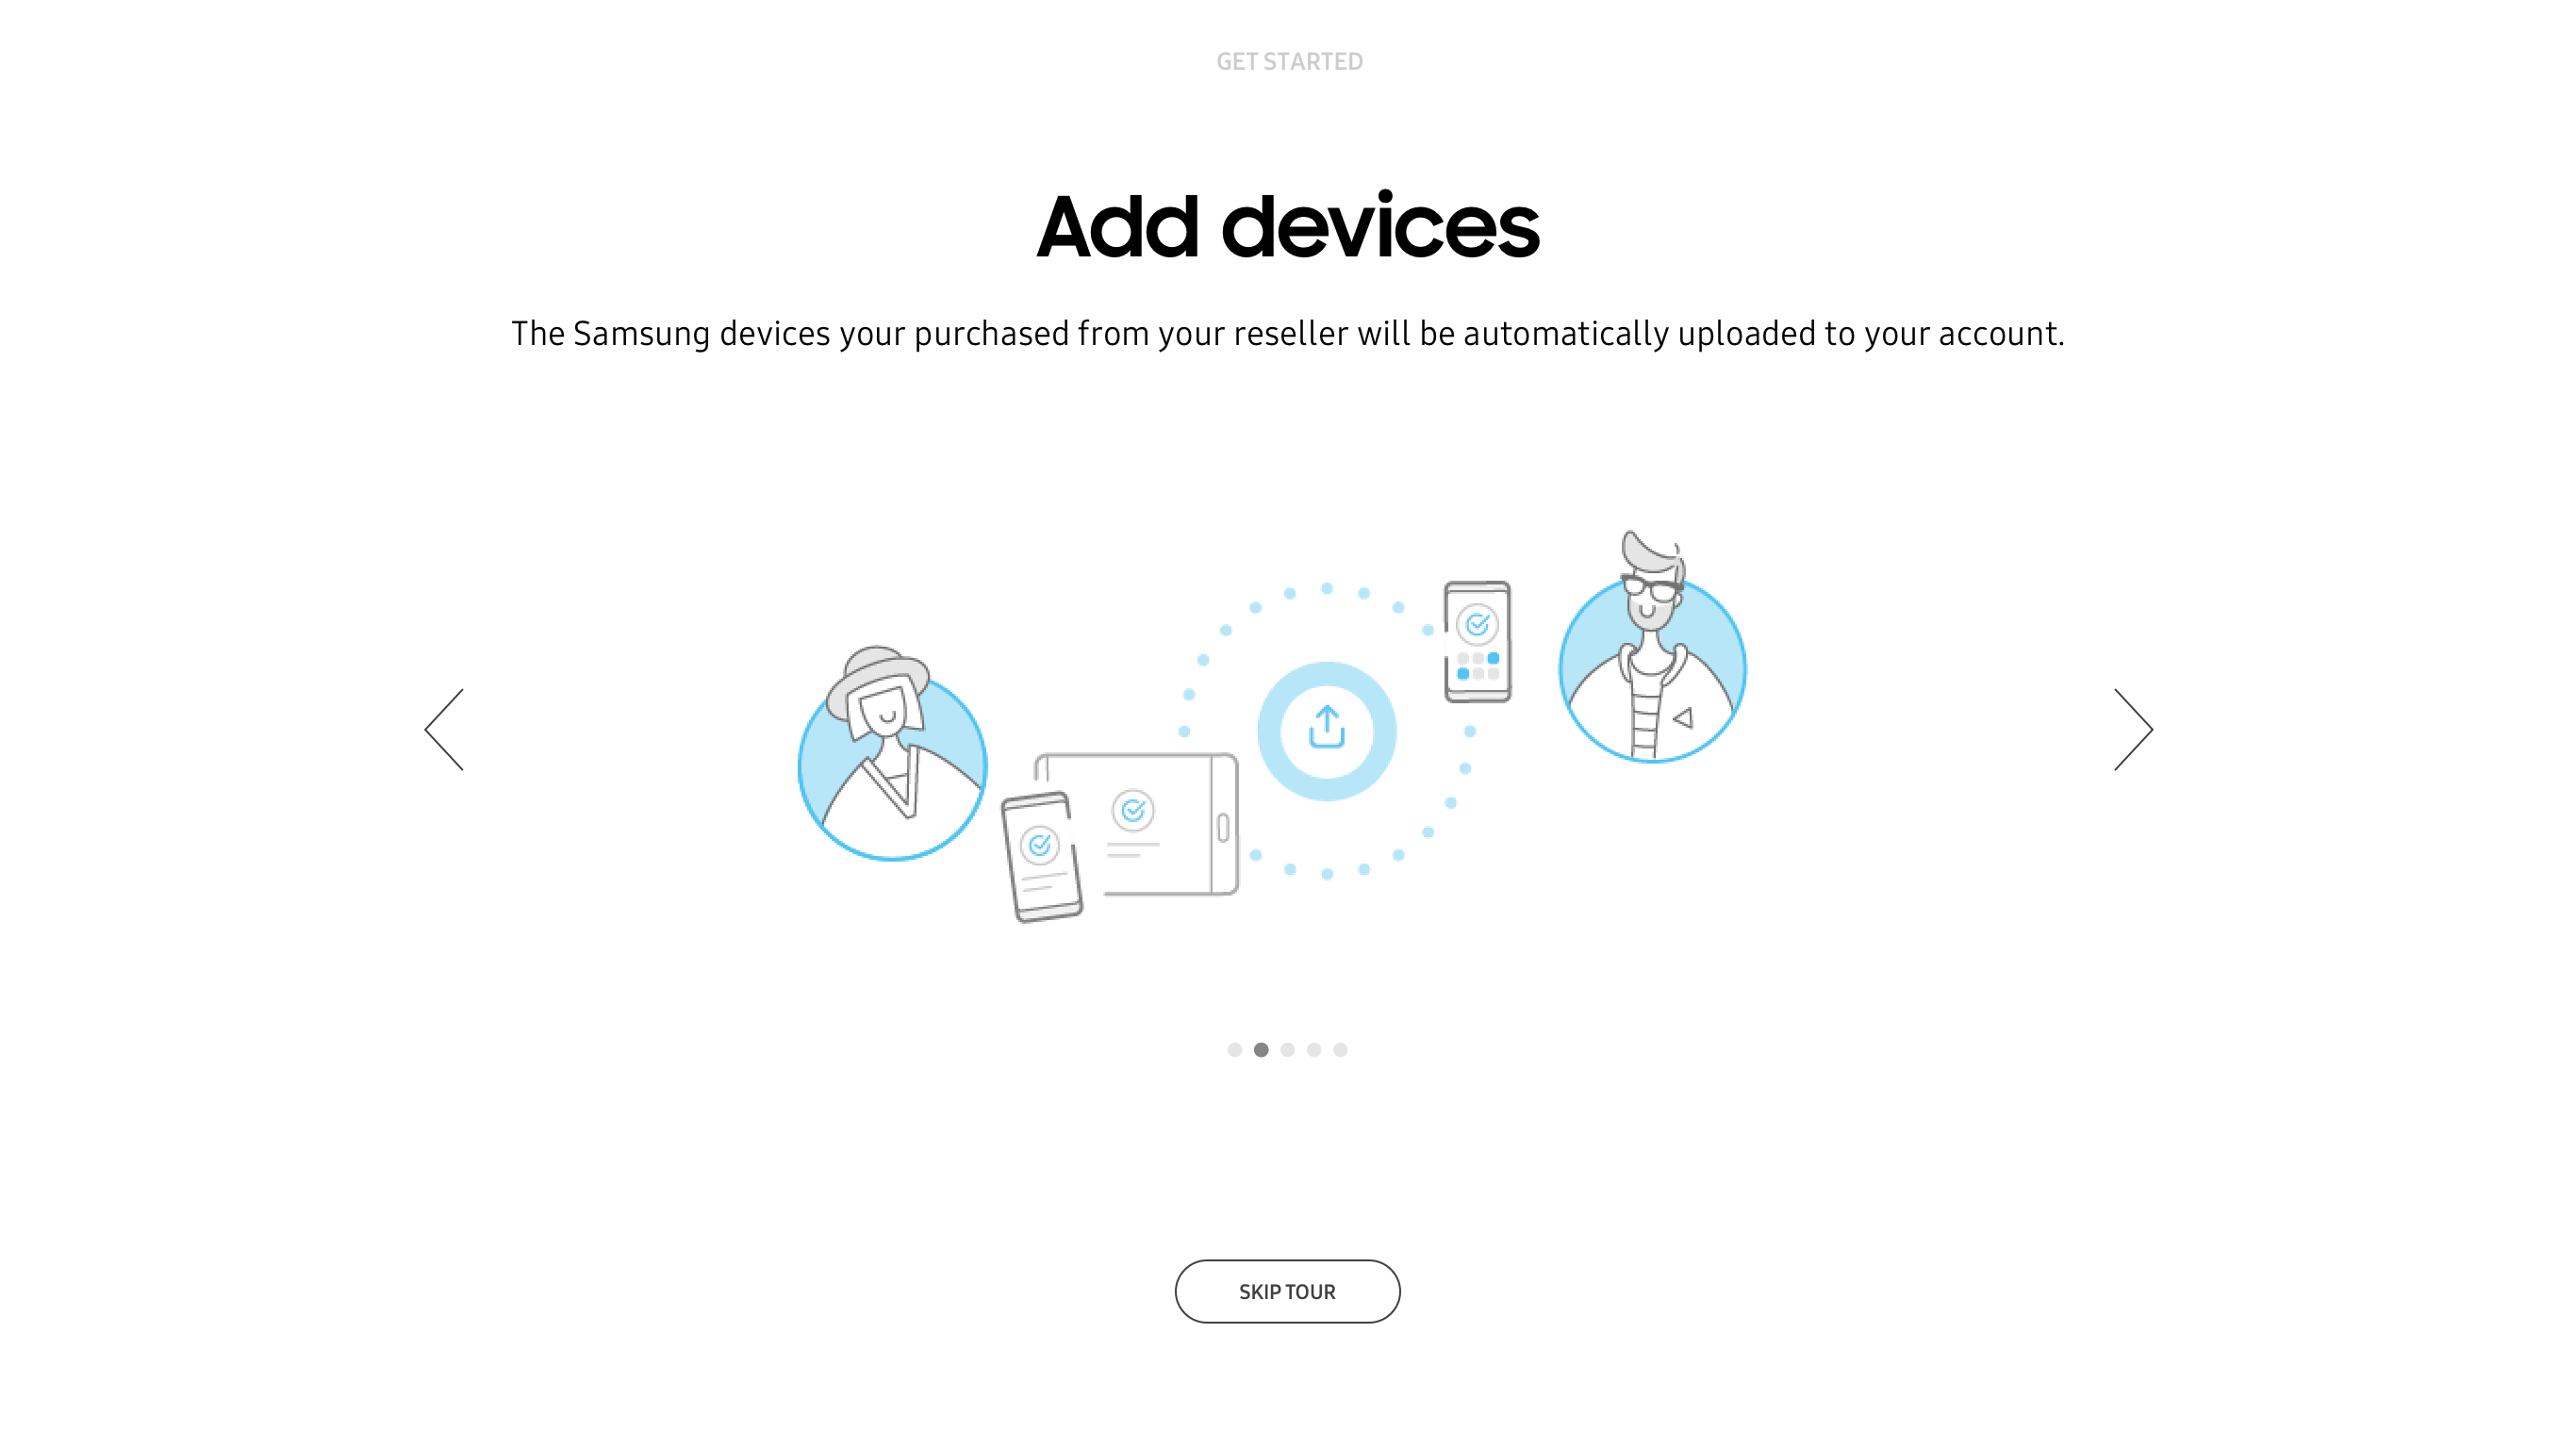 GET STARTED
Add devices
The Samsung devices your purchased from your reseller will be automatically uploaded to your account.
SKIP TOUR